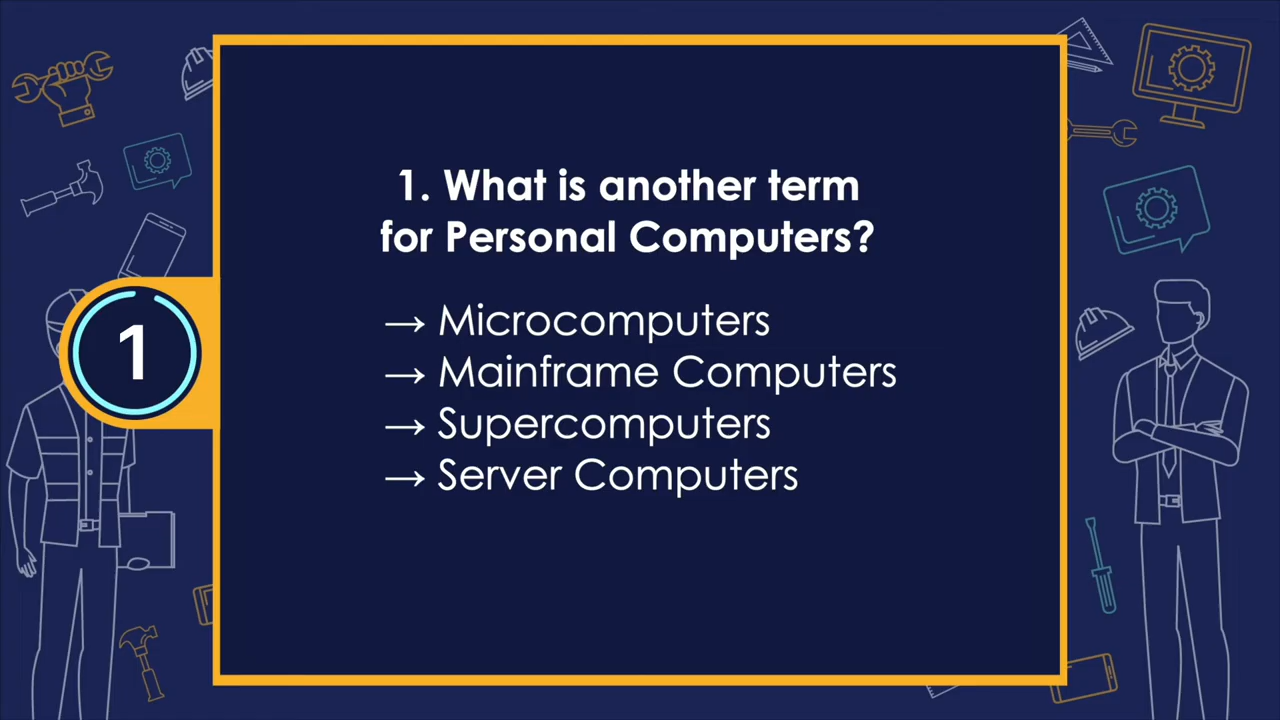 1. What is another term
for Personal Computers?
→ Microcomputers
→ Mainframe Computers
→ Supercomputers
→ Server Computers
1